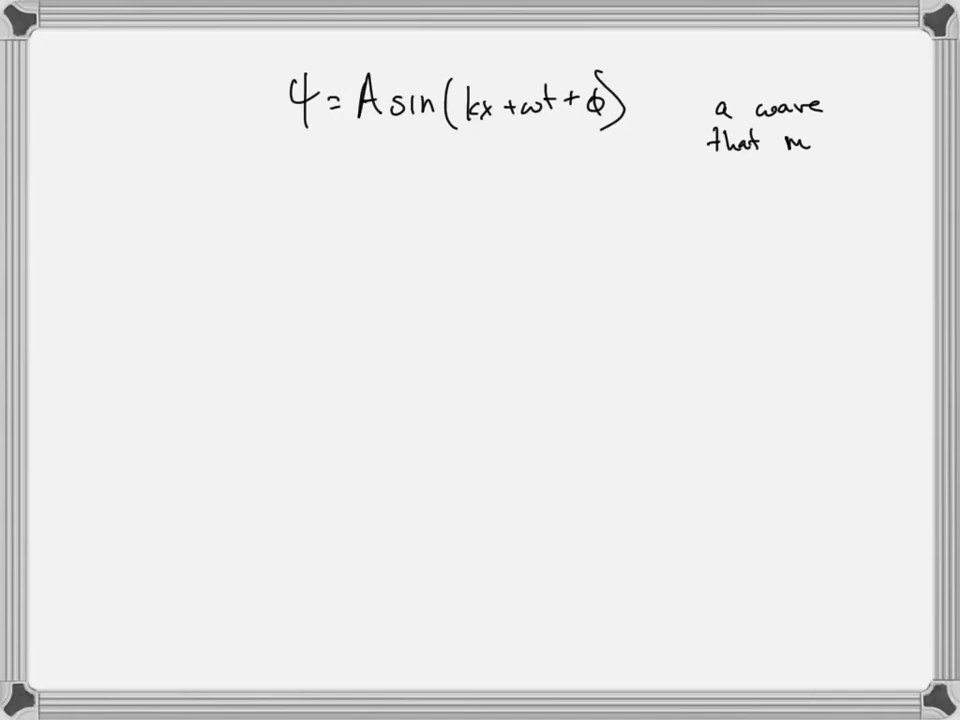 ψ = A sin(kx + ωt + ϕ)
a wave
that m